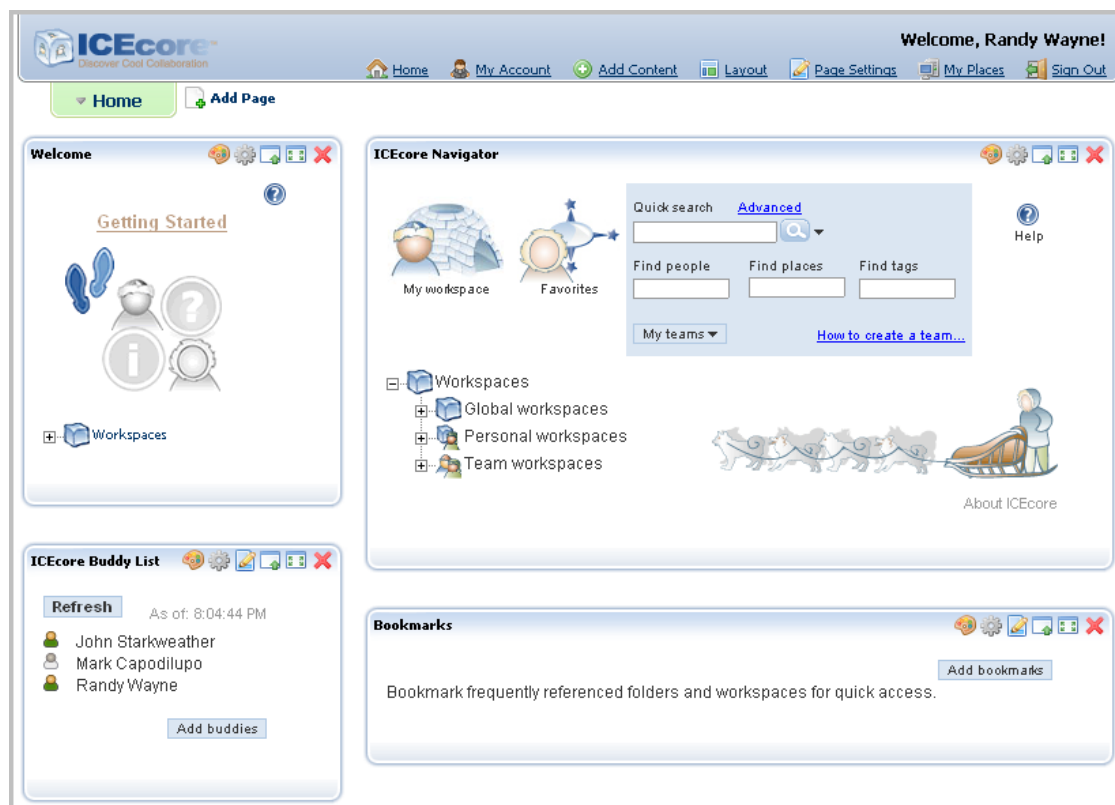 ICEcore
Discover Cool Collaboration
Welcome, Randy Wayne!
Home My Account Add Content Layout Page Settings My Places Sign Out
Home Add Page
Welcome
Getting Started
Workspaces
ICEcore Navigator
My workspace
Favorites
Quick search Advanced
Find people Find places Find tags
My teams How to create a team...
Help
Workspaces
Global workspaces
Personal workspaces
Team workspaces
About ICEcore
ICEcore Buddy List
Refresh As of: 8:04:44 PM
John Starkweather
Mark Capodilupo
Randy Wayne
Add buddies
Bookmarks
Add bookmarks
Bookmark frequently referenced folders and workspaces for quick access.